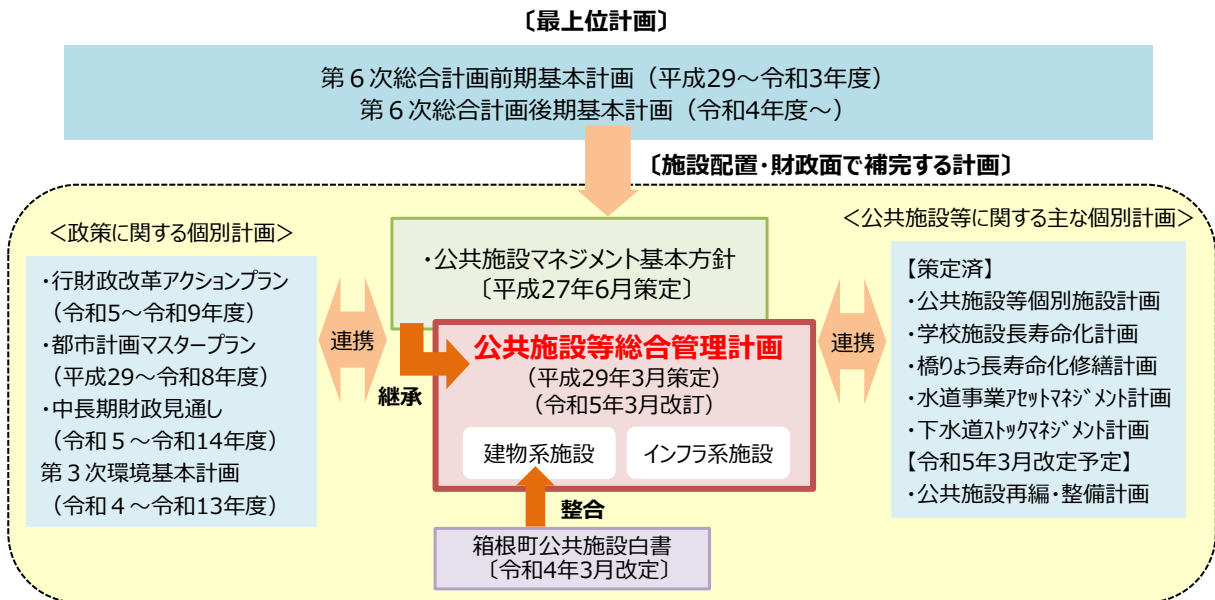 〔最上位計画〕
第６次総合計画前期基本計画（平成29～令和3年度）
第６次総合計画後期基本計画（令和4年度～）
〔施設配置・財政面で補完する計画〕
＜政策に関する個別計画＞
・行財政改革アクションプラン
（令和5～令和9年度）
・都市計画マスタープラン
（平成29～令和8年度）
・中長期財政見通し
（令和５～令和14年度）
第３次環境基本計画
（令和４～令和13年度）
連携
・公共施設マネジメント基本方針
〔平成27年6月策定〕
継承
公共施設等総合管理計画
（平成29年3月策定）
（令和5年3月改訂）
建物系施設
インフラ系施設
整合
箱根町公共施設白書
〔令和4年3月改定〕
連携
＜公共施設等に関する主な個別計画＞
【策定済】
・公共施設等個別施設計画
・学校施設長寿命化計画
・橋りょう長寿命化修繕計画
・水道事業ｱｾｯﾄﾏﾈｼﾞﾒﾝﾄ計画
・下水道ｽﾄｯｸﾏﾈｼﾞﾒﾝﾄ計画
【令和5年3月改定予定】
・公共施設再編・整備計画